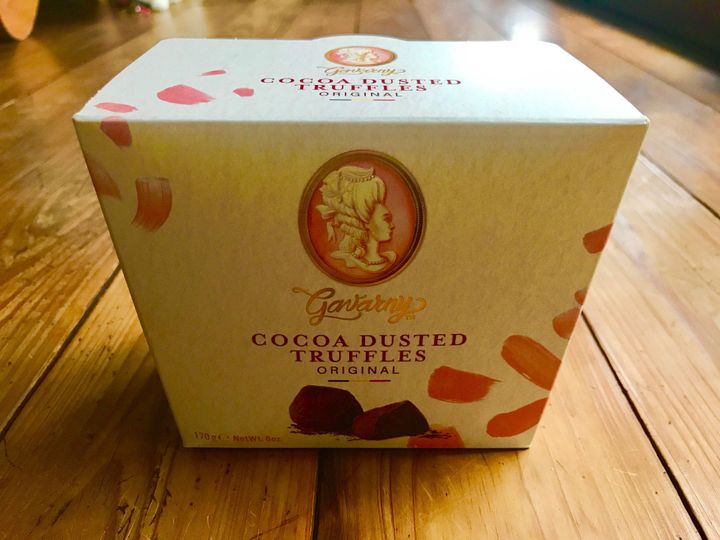 Gavarny
COCOA DUSTED
TRUFFLES
ORIGINAL
Gavarny
COCOA DUSTED
TRUFFLES
ORIGINAL
170g℮ • NetWt. 6oz.